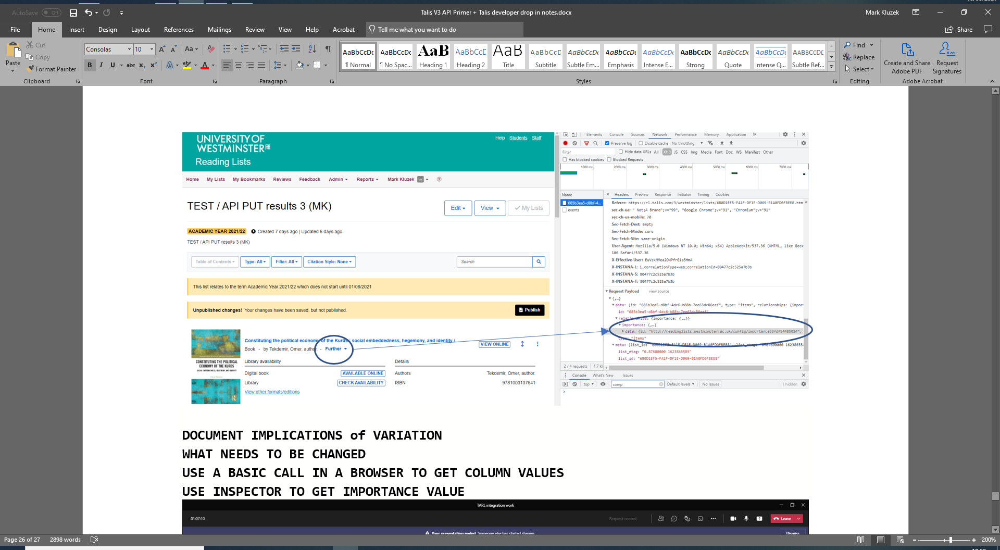 AutoSave Off
Talis V3 API Primer + Talis developer drop in notes.docx
Mark Kluzek
File Home Insert Design Layout References Mailings Review View Help Acrobat Tell me what you want to do Share
Paste Cut Copy Format Painter
Consolas 10
Clipboard Font Paragraph Styles Editing Adobe Acrobat
¶ Normal ¶ No Spac... Heading 1 Heading 2 Title Subtitle Subtle Em... Emphasis Intense E... Strong Quote Intense Q... Subtle Ref...
Find Replace Select
Create and Share Adobe PDF
Request Signatures
UNIVERSITY OF
WESTMINSTER
Reading Lists
Help Students Staff
Home My Lists My Bookmarks Reviews Feedback Admin Reports Mark Kluzek
TEST / API PUT results 3 (MK)
Edit View My Lists
ACADEMIC YEAR 2021/22 Created 7 days ago | Updated 6 days ago
TEST / API PUT results 3 (MK)
Table of Contents Type: All Filter: All Citation Style: None Search
This list relates to the term Academic Year 2021/22 which does not start until 01/08/2021
Unpublished changes! Your changes have been saved, but not published. Publish
Constituting the political economy of the Kurds : social embeddedness, hegemony, and identity /
VIEW ONLINE
Book - by Tekdemir, Omer, author. - Further
Library availability
Details
Digital book AVAILABLE ONLINE
Authors Tekdemir, Omer, author.
Library CHECK AVAILABILITY
ISBN 9781003137641
View other formats/editions
CONSTITUTING THE POLITICAL
ECONOMY OF THE KURDS
Elements Console Sources Network Performance Memory Application »
Preserve log Disable cache No throttling
Filter Hide data URLs All XHR JS CSS Img Media Font Doc WS Manifest Other
Has blocked cookies Blocked Requests
1000 ms 2000 ms 3000 ms 4000 ms 5000 ms 6000 ms 7000 ms
Name Headers Preview Response Initiator Timing Cookies
685b3ea5-d8bf-4...
events
Referer: https://rl.talis.com/3/westminster/lists/680D1EF5-FA1F-DF1E-D069-B1A0FD0FBEE8.htm
sec-ch-ua: " Not;A Brand";v="99", "Google Chrome";v="91", "Chromium";v="91"
sec-ch-ua-mobile: ?0
Sec-Fetch-Dest: empty
Sec-Fetch-Mode: cors
Sec-Fetch-Site: same-origin
User-Agent: Mozilla/5.0 (Windows NT 10.0; Win64; x64) AppleWebKit/537.36 (KHTML, like Geck
106 Safari/537.36
X-Effective-User:
X-INSTANA-L: 1,correlationType=web;correlationId=80477c2c525a7b3b
X-INSTANA-S: 80477c2c525a7b3b
X-INSTANA-T: 80477c2c525a7b3b
Request Payload view source
{,…}
data: {id: "685b3ea5-d8bf-4dc6-b88b-7ee63dc86eef", type: "items", relationships: {impor
id: "685b3ea5-d8bf-4dc6-b88b-7ee63dc86eef"
relationships: {importance: {,…}}
importance: {,…}
data: {id: "http://readinglists.westminster.ac.uk/config/importance53fdf54485024",
type: "items"
meta: {list_id: "680D1EF5-FA1F-DF1E-D069-B1A0FD0FBEE8", list_etag: "0.87600000 162386558
list_etag: "0.87600000 1623865585"
list_id: "680D1EF5-FA1F-DF1E-D069-B1A0FD0FBEE8"
2 / 4 requests 1.7 k
Console What's New Issues
top comp Default levels No Issues 1 hidden
DOCUMENT IMPLICATIONS of VARIATION
WHAT NEEDS TO BE CHANGED
USE A BASIC CALL IN A BROWSER TO GET COLUMN VALUES
USE INSPECTOR TO GET IMPORTANCE VALUE
TARL integration work
01:07:10 Request control Leave
Your presentation ended. Someone else has started sharing. Dismiss
Page 26 of 27 2898 words 200%